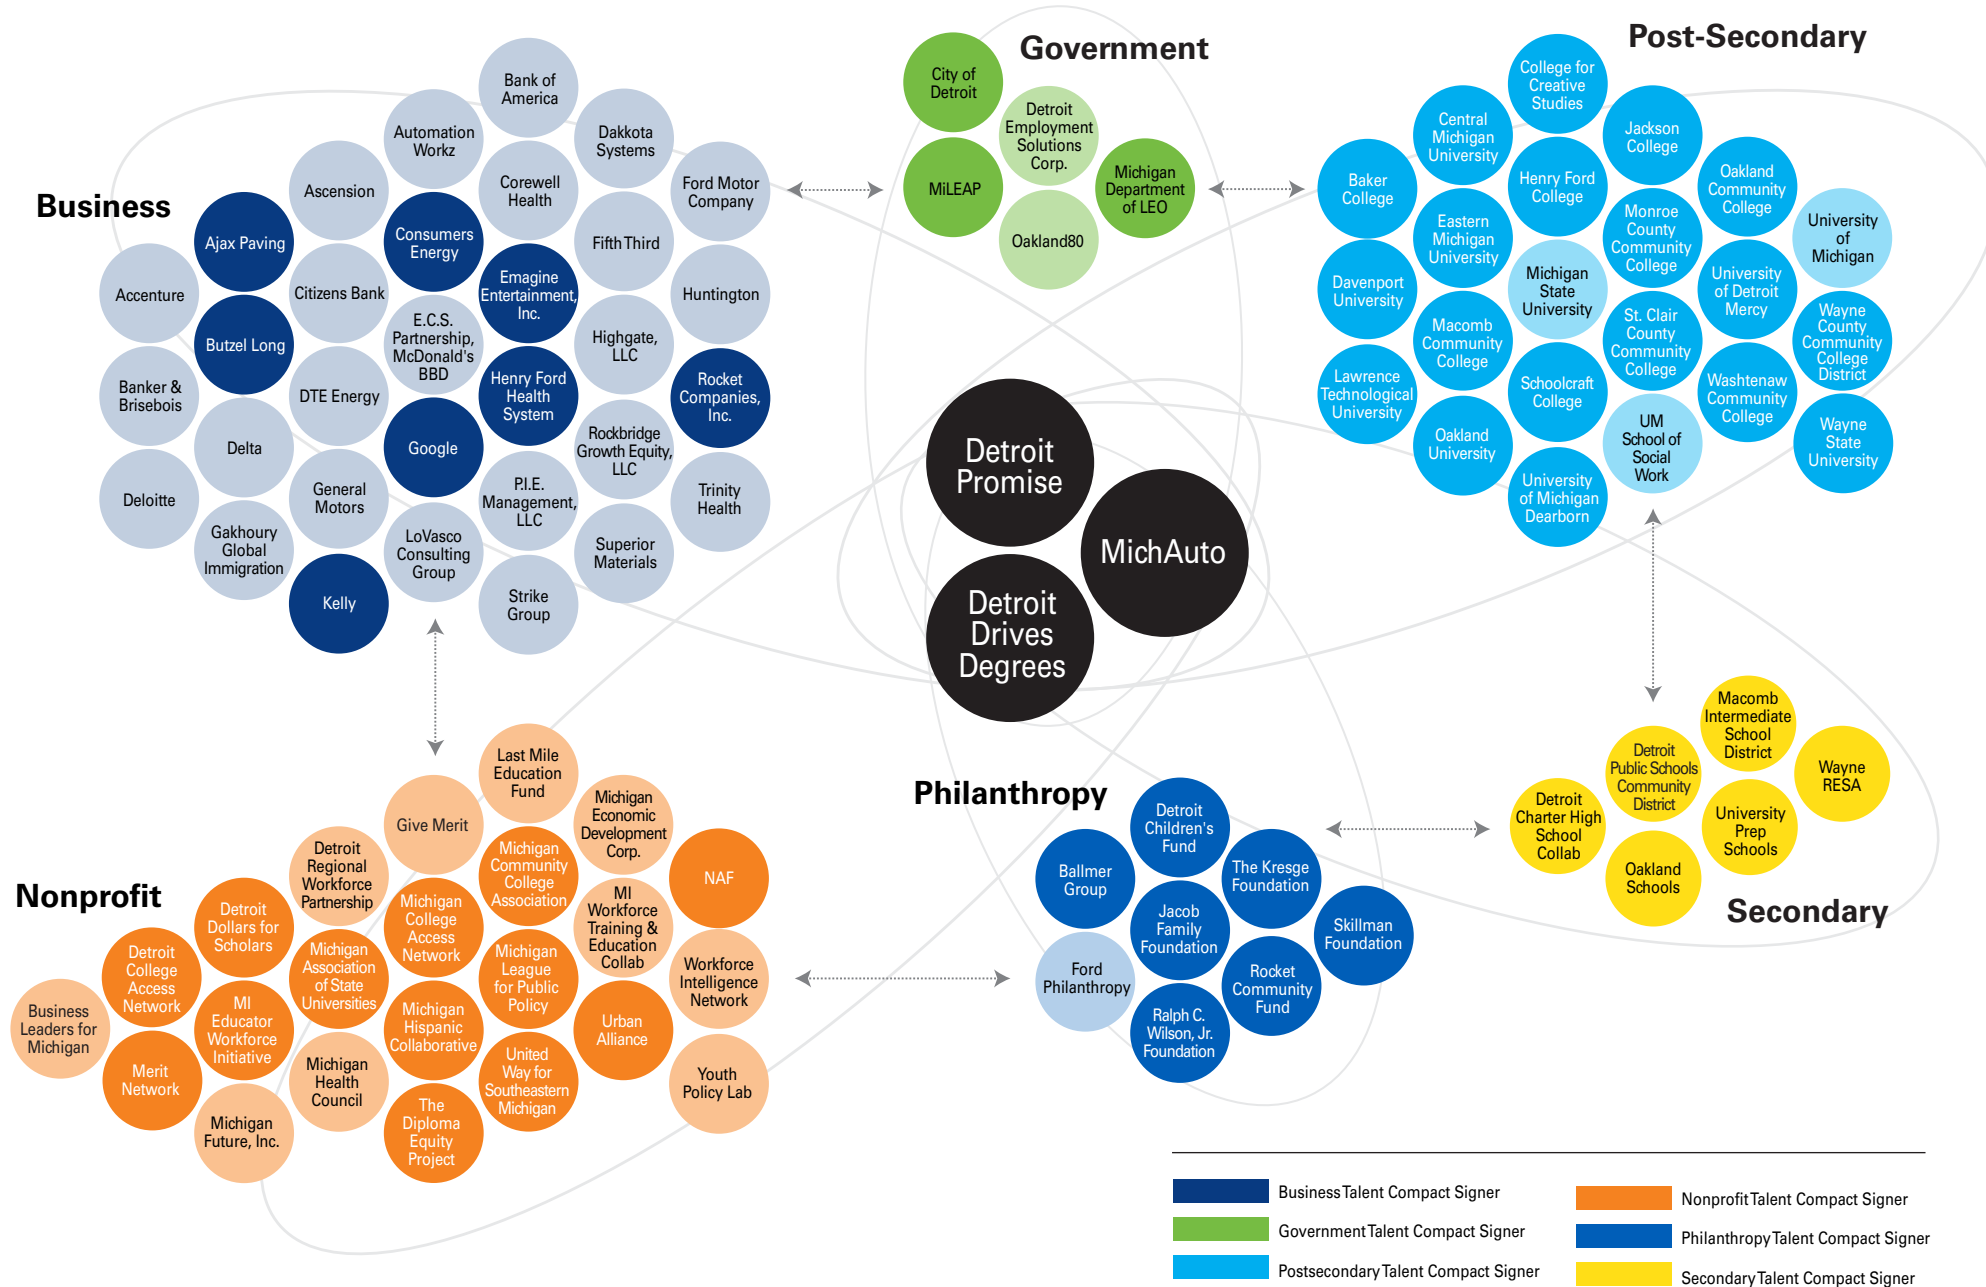 Government
City of
Detroit
Detroit
Employment
Solutions
Corp.
MiLEAP
Michigan
Department
of LEO
Oakland80
Post-Secondary
College for
Creative
Studies
Central
Michigan
University
Jackson
College
Baker
College
Henry Ford
College
Oakland
Community
College
Eastern
Michigan
University
Monroe
County
Community
College
University
of
Michigan
Davenport
University
Michigan
State
University
University
of Detroit
Mercy
Macomb
Community
College
St. Clair
County
Community
College
Wayne
County
Community
College
District
Lawrence
Technological
University
Schoolcraft
College
Washtenaw
Community
College
Oakland
University
UM
School of
Social
Work
Wayne
State
University
University
of Michigan
Dearborn
Business
Bank of
America
Automation
Workz
Dakkota
Systems
Ascension
Corewell
Health
Ford Motor
Company
Ajax Paving
Consumers
Energy
Fifth Third
Accenture
Citizens Bank
Emagine
Entertainment,
Inc.
Huntington
Butzel Long
E.C.S.
Partnership,
McDonald's
BBD
Highgate,
LLC
Banker &
Brisebois
DTE Energy
Henry Ford
Health
System
Rocket
Companies,
Inc.
Delta
Google
Rockbridge
Growth Equity,
LLC
Deloitte
General
Motors
P.I.E.
Management,
LLC
Trinity
Health
Gakhoury
Global
Immigration
LoVasco
Consulting
Group
Superior
Materials
Kelly
Strike
Group
Detroit
Promise
MichAuto
Detroit
Drives
Degrees
Nonprofit
Last Mile
Education
Fund
Give Merit
Michigan
Economic
Development
Corp.
Detroit
Regional
Workforce
Partnership
Michigan
Community
College
Association
NAF
Detroit
Dollars for
Scholars
Michigan
College
Access
Network
MI
Workforce
Training &
Education
Collab
Detroit
College
Access
Network
Michigan
Association
of State
Universities
Michigan
League
for Public
Policy
Workforce
Intelligence
Network
Business
Leaders for
Michigan
MI
Educator
Workforce
Initiative
Michigan
Hispanic
Collaborative
Urban
Alliance
Merit
Network
Michigan
Health
Council
United
Way for
Southeastern
Michigan
Youth
Policy Lab
Michigan
Future, Inc.
The
Diploma
Equity
Project
Philanthropy
Detroit
Children's
Fund
Ballmer
Group
The Kresge
Foundation
Jacob
Family
Foundation
Skillman
Foundation
Ford
Philanthropy
Rocket
Community
Fund
Ralph C.
Wilson, Jr.
Foundation
Macomb
Intermediate
School
District
Detroit
Public Schools
Community
District
Wayne
RESA
Detroit
Charter High
School
Collab
University
Prep
Schools
Oakland
Schools
Secondary
Business Talent Compact Signer
Government Talent Compact Signer
Postsecondary Talent Compact Signer
Nonprofit Talent Compact Signer
Philanthropy Talent Compact Signer
Secondary Talent Compact Signer